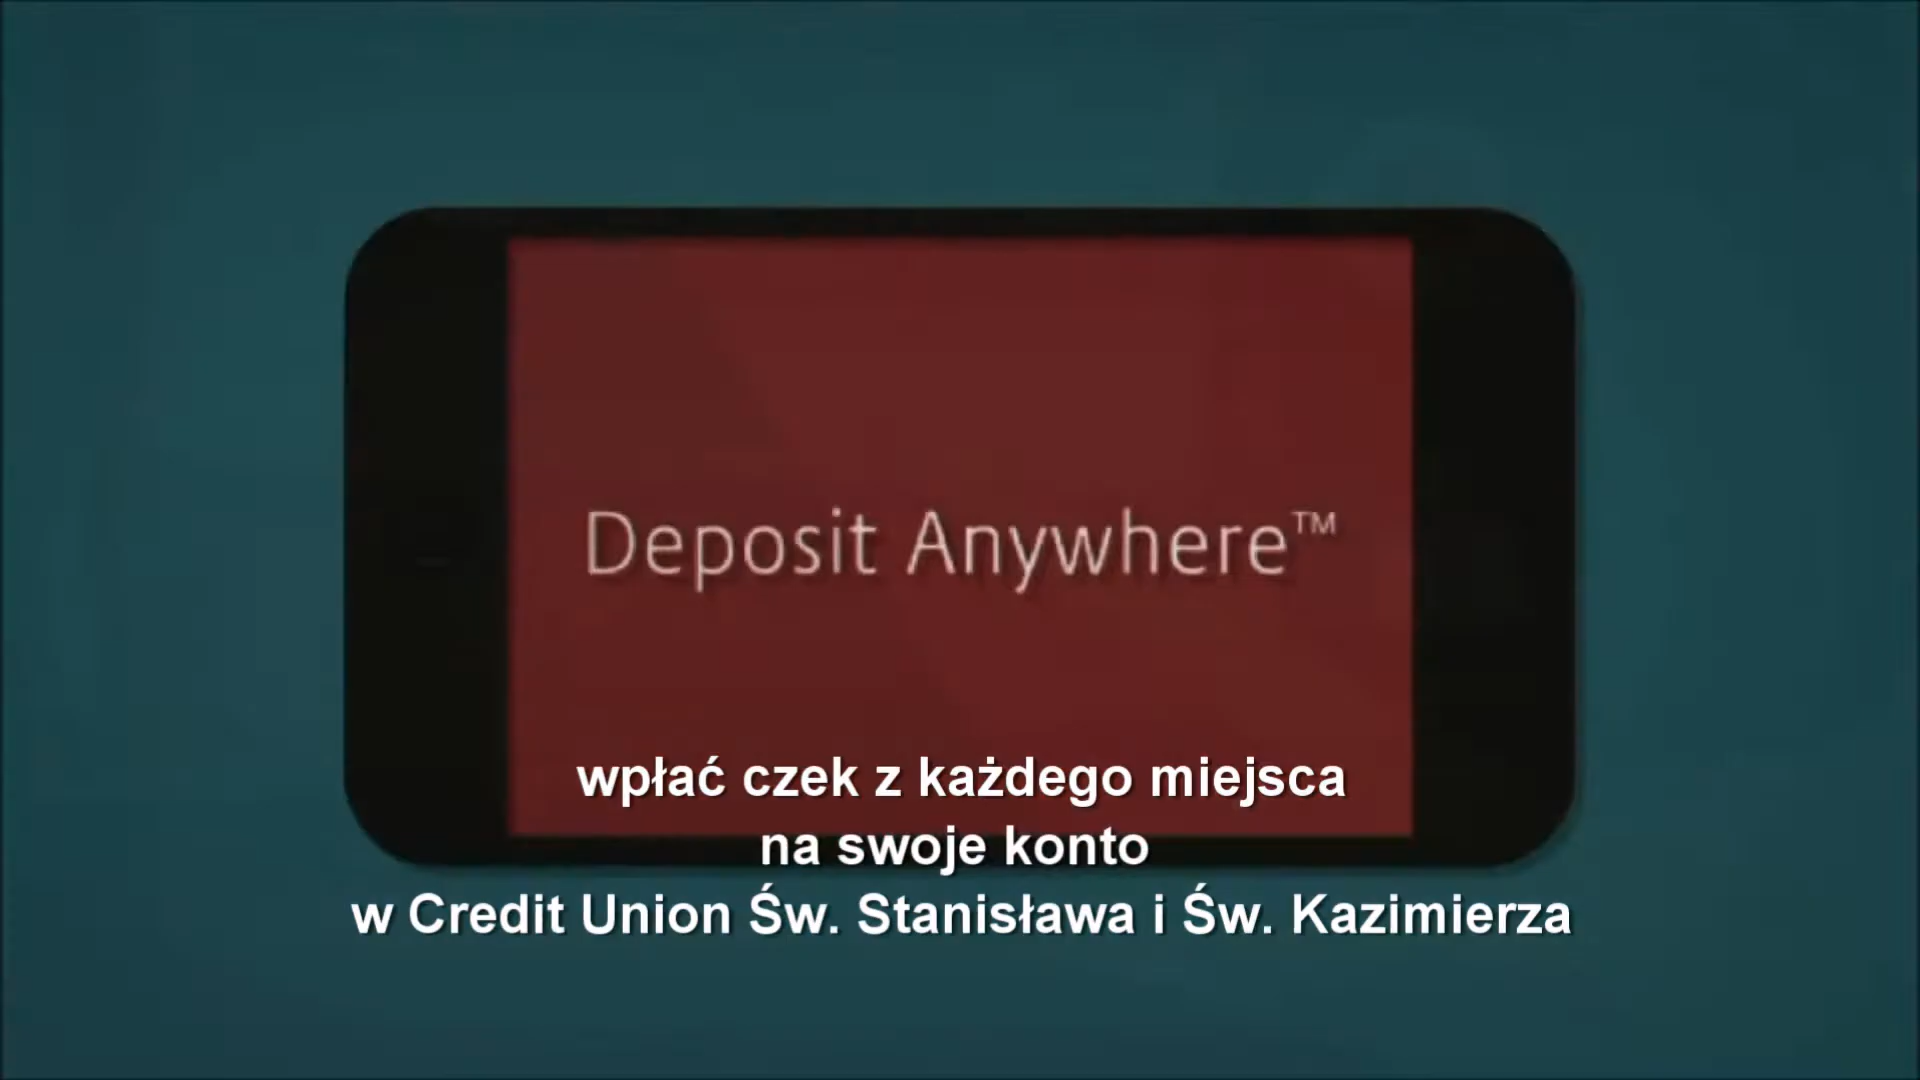 Deposit Anywhere™
wpłać czek z każdego miejsca
na swoje konto
w Credit Union Św. Stanisława i Św. Kazimierza